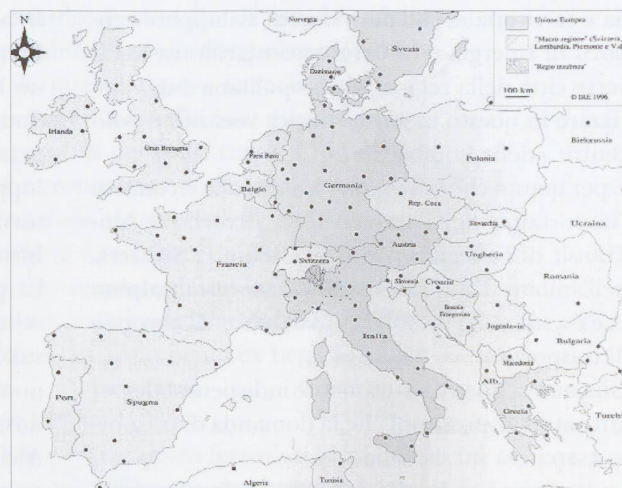 N
Norvegia
Svezia
Unione Europea
"Macro regione" (Svizzera,
Lombardia, Piemonte e V.d
"Regio insubrica"
100 km
© IRE 1996
Danimarca
Irlanda
Gran Bretagna
Paesi Bassi
Belgio
Germania
Polonia
Bielorussia
Rep. Ceca
Slovacchia
Ucraina
Francia
Svizzera
Austria
Ungheria
Slovenia
Croazia
Romania
Bosnia
Erzegovina
Jugoslavia
Italia
Bulgaria
Macedonia
Alb.
Port.
Spagna
Grecia
Turchi
Algeria
Tunisia